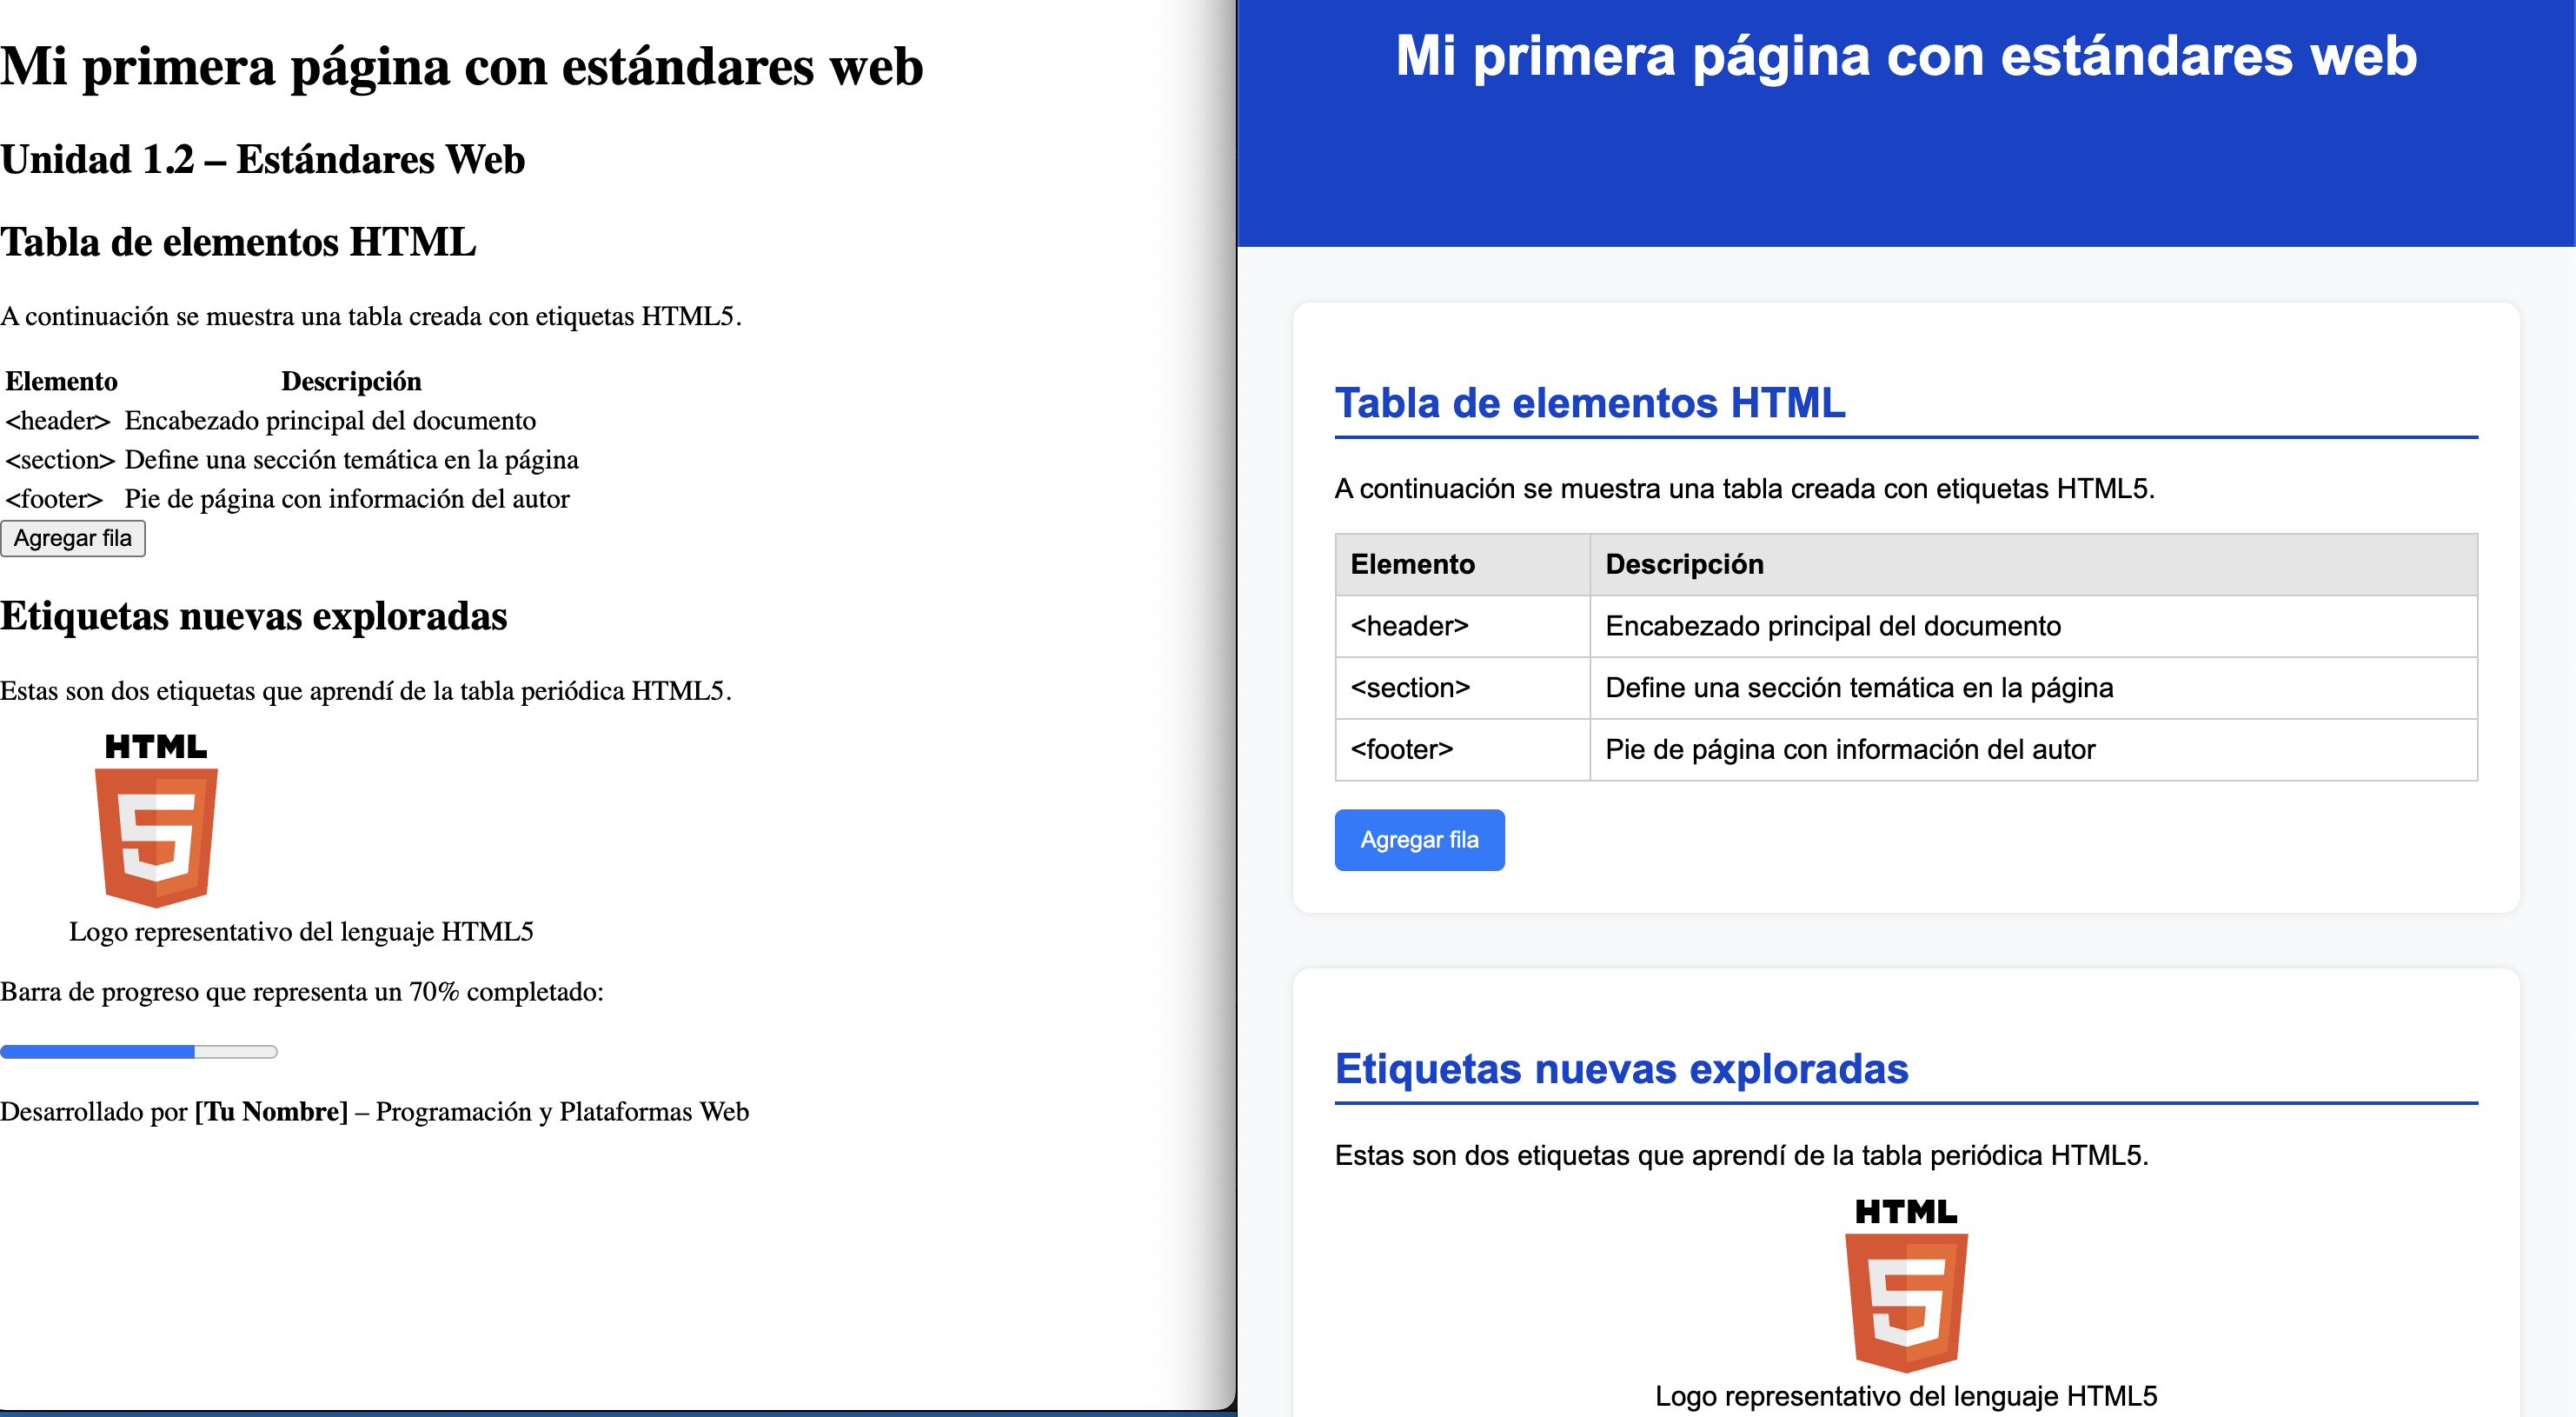 Mi primera página con estándares web
Unidad 1.2 – Estándares Web
Tabla de elementos HTML
A continuación se muestra una tabla creada con etiquetas HTML5.
Elemento Descripción
<header> Encabezado principal del documento
<section> Define una sección temática en la página
<footer> Pie de página con información del autor
Agregar fila
Etiquetas nuevas exploradas
Estas son dos etiquetas que aprendí de la tabla periódica HTML5.
HTML
5
Logo representativo del lenguaje HTML5
Barra de progreso que representa un 70% completado:
Desarrollado por [Tu Nombre] – Programación y Plataformas Web
Mi primera página con estándares web
Tabla de elementos HTML
A continuación se muestra una tabla creada con etiquetas HTML5.
Elemento Descripción
<header> Encabezado principal del documento
<section> Define una sección temática en la página
<footer> Pie de página con información del autor
Agregar fila
Etiquetas nuevas exploradas
Estas son dos etiquetas que aprendí de la tabla periódica HTML5.
HTML
5
Logo representativo del lenguaje HTML5